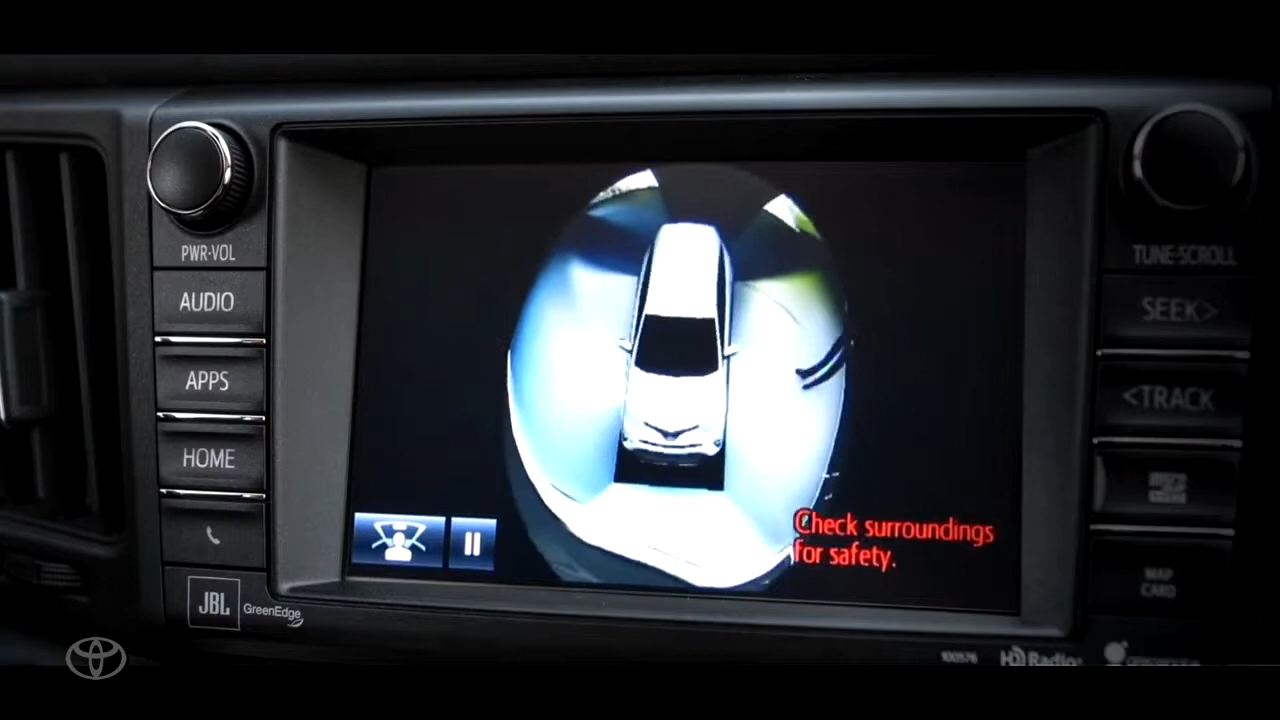 PWR-VOL
AUDIO
APPS
HOME
JBL
GreenEdge
Check surroundings
for safety.
TUNE-SCROLL
SEEK>
<TRACK
MAP
CARD
100576
HD Radio